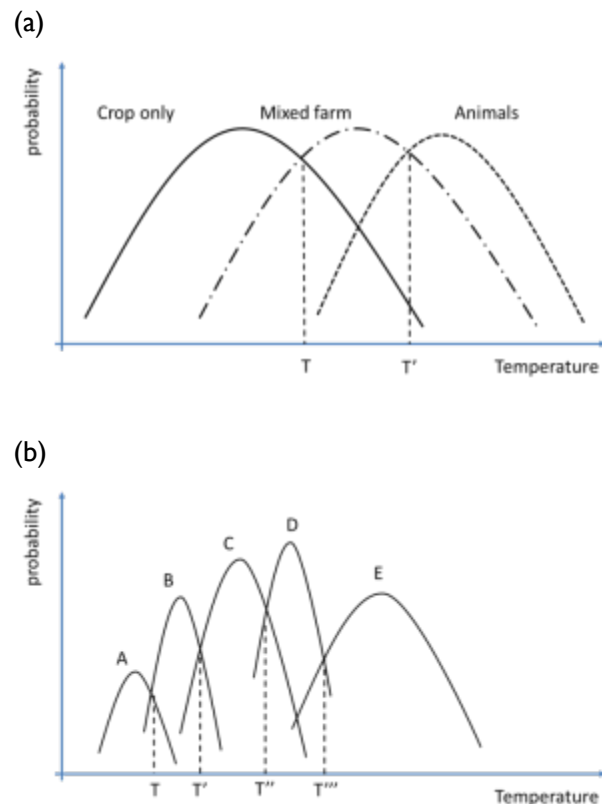 (a)
probability
Crop only Mixed farm Animals
T T′ Temperature
(b)
probability
A B C D E
T T′ T″ T‴′ Temperature